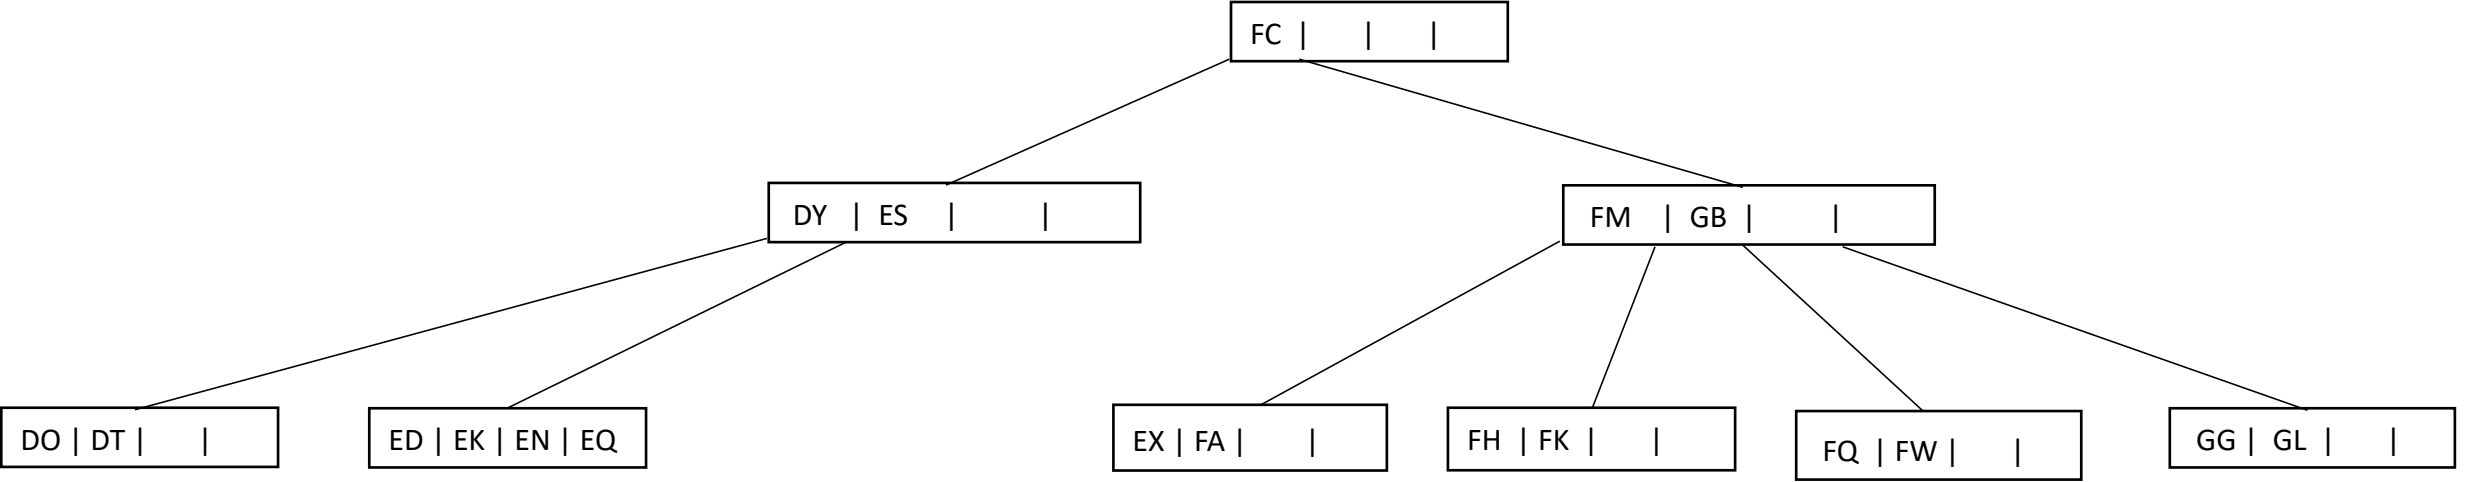 FC | | |
DY | ES | |
FM | GB | |
DO | DT | |
ED | EK | EN | EQ
EX | FA | |
FH | FK | |
FQ | FW | |
GG | GL | |